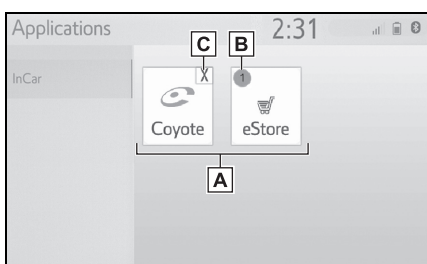 Applications 2:31
C B
InCar
X 1
Coyote eStore
A